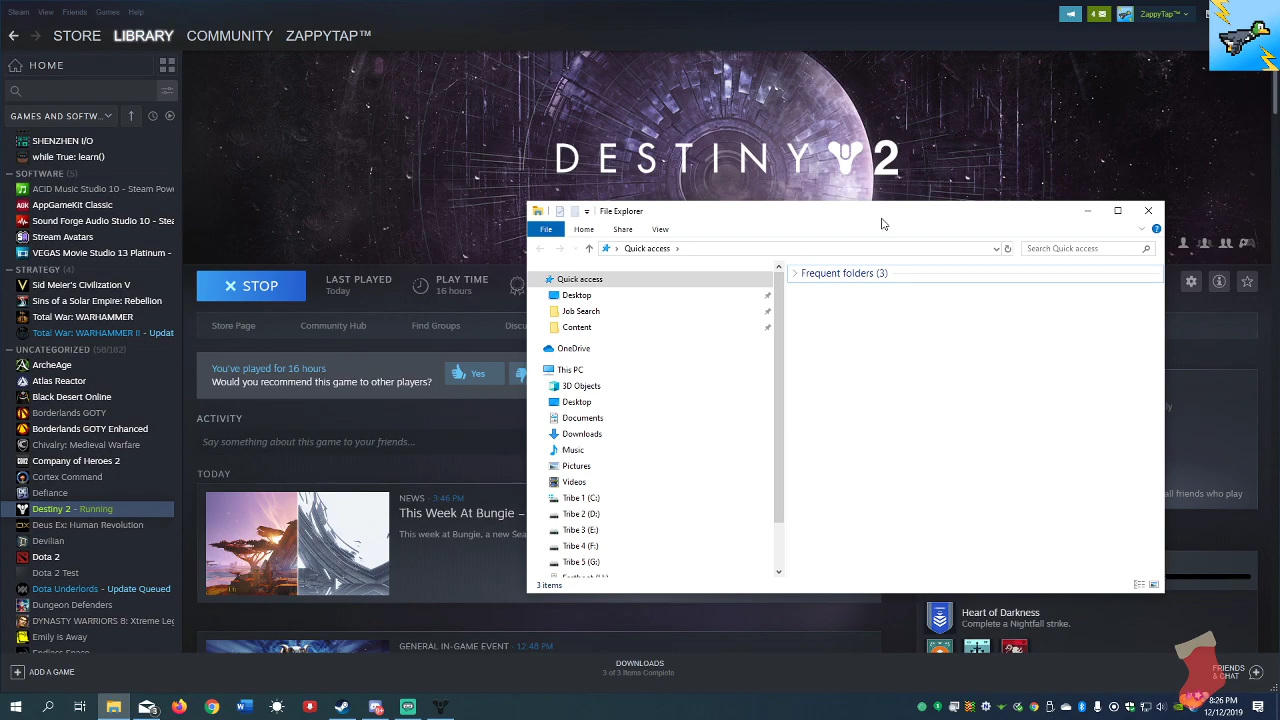 Steam View Friends Games Help
4
ZappyTap™
STORE LIBRARY COMMUNITY ZAPPYTAP™
HOME
GAMES AND SOFTW...
SHENZHEN I/O
while True: learn()
SOFTWARE (5)
ACID Music Studio 10 - Steam Pow
AppGameKit Classic
Sound Forge Audio Studio 10 - Ste
Stream Avatars
VEGAS Movie Studio 13 Platinum
STRATEGY (4)
Sid Meier's Civilization V
Sins of a Solar Empire: Rebellion
Total War: WARHAMMER
Total War: WARHAMMER II - Updat
UNCATEGORIZED (58/182)
ArcheAge
Atlas Reactor
Black Desert Online
Borderlands GOTY
Borderlands GOTY Enhanced
Chivalry: Medieval Warfare
Company of Heroes 2
Cortex Command
Defiance
Destiny 2 - Running
Deus Ex: Human Revolution
Devilian
Dota 2
Dota 2 Test
Dota Underlords - Update Queued
Dungeon Defenders
DYNASTY WARRIORS 8: Xtreme Leg
Emily is Away
Endless Space
ADD A GAME
DESTINY 2
STOP
LAST PLAYED
Today
PLAY TIME
16 hours
Store Page Community Hub Find Groups Discu
You've played for 16 hours
Would you recommend this game to other players?
Yes
ACTIVITY
Say something about this game to your friends...
TODAY
NEWS - 3:46 PM
This Week At Bungie –
This week at Bungie, a new Sea
GENERAL IN-GAME EVENT - 12:48 PM
File Explorer
File Home Share View
Quick access
Search Quick access
Quick access
Desktop
Job Search
Content
OneDrive
This PC
3D Objects
Desktop
Documents
Downloads
Music
Pictures
Videos
Tribe 1 (C:)
Tribe 2 (D:)
Tribe 3 (E:)
Tribe 4 (F:)
Tribe 5 (G:)
Frequent folders (3)
3 items
all friends who play
Heart of Darkness
Complete a Nightfall strike.
DOWNLOADS
3 of 3 Items Complete
FRIENDS
& CHAT
8:26 PM
12/12/2019